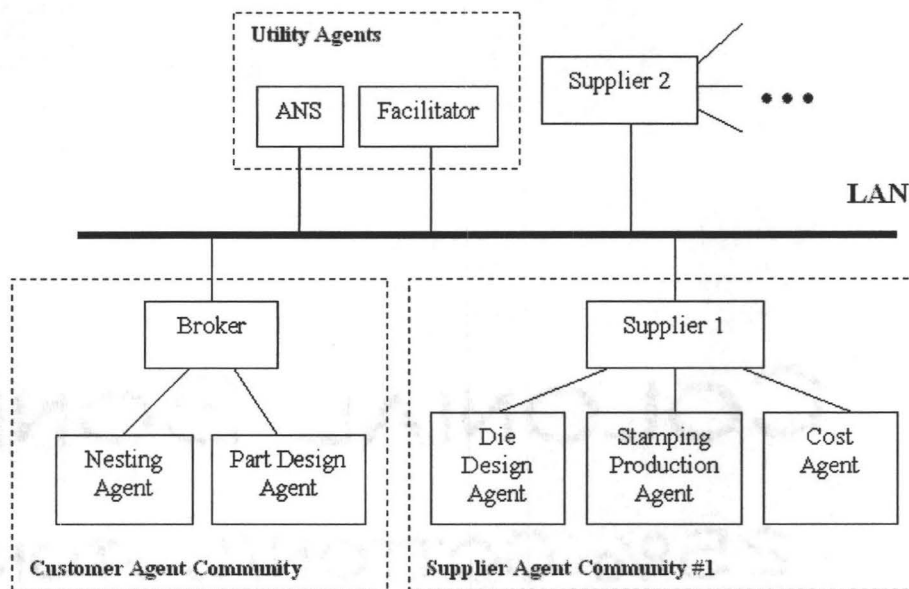 Utility Agents
ANS
Facilitator
Supplier 2
LAN
Broker
Nesting
Agent
Part Design
Agent
Customer Agent Community
Supplier 1
Die
Design
Agent
Stamping
Production
Agent
Cost
Agent
Supplier Agent Community #1